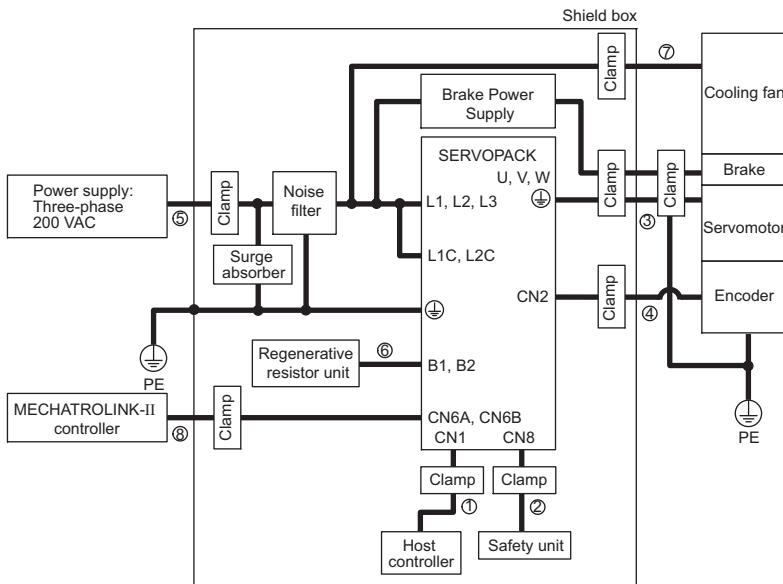 Shield box
Clamp
⑦
Cooling fan
Brake Power
Supply
SERVOPACK
U, V, W
Clamp
Clamp
Brake
③
Servomotor
Power supply:
Three-phase
200 VAC
⑤
Clamp
Noise
filter
L1, L2, L3
Surge
absorber
L1C, L2C
CN2
Clamp
④
Encoder
PE
Regenerative
resistor unit
⑥
B1, B2
PE
MECHATROLINK-II
controller
⑧
Clamp
CN6A, CN6B
CN1
CN8
Clamp
Clamp
①
②
Host
controller
Safety unit